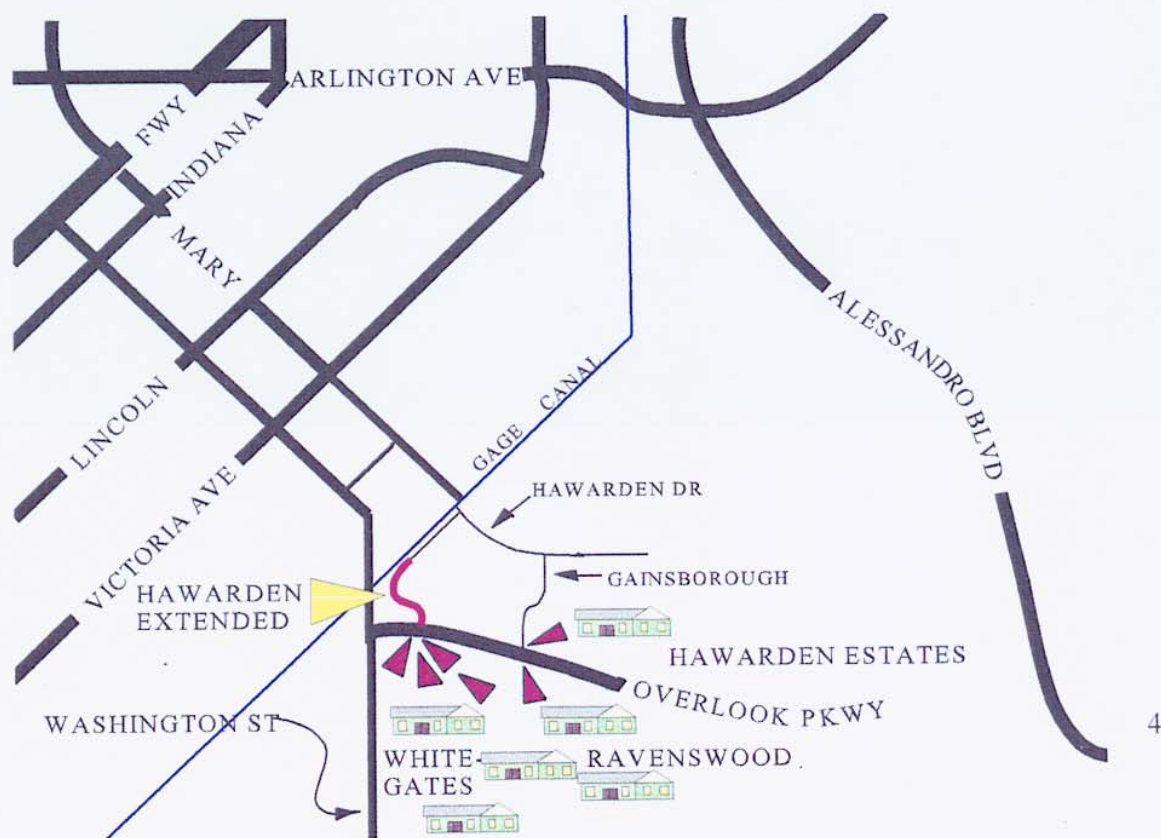 ARLINGTON AVE
FWY
INDIANA
MARY
ALESSANDRO BLVD
GAGE CANAL
LINCOLN
VICTORIA AVE
HAWARDEN DR
GAINSBOROUGH
HAWARDEN
EXTENDED
HAWARDEN ESTATES
OVERLOOK PKWY
WASHINGTON ST
4
WHITE-
GATES
RAVENSWOOD